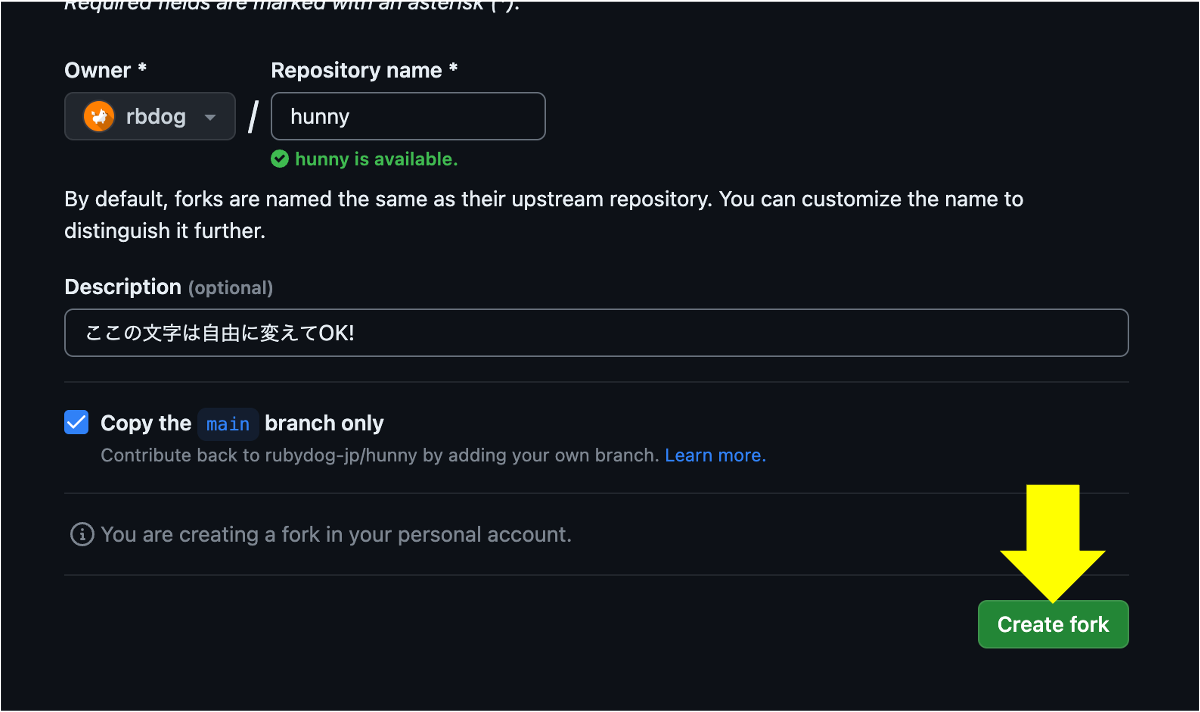 Required fields are marked with an asterisk (*).
Owner *
Repository name *
rbdog
/
hunny
hunny is available.
By default, forks are named the same as their upstream repository. You can customize the name to
distinguish it further.
Description (optional)
ここの文字は自由に変えてOK!
Copy the main branch only
Contribute back to rubydog-jp/hunny by adding your own branch. Learn more.
You are creating a fork in your personal account.
Create fork